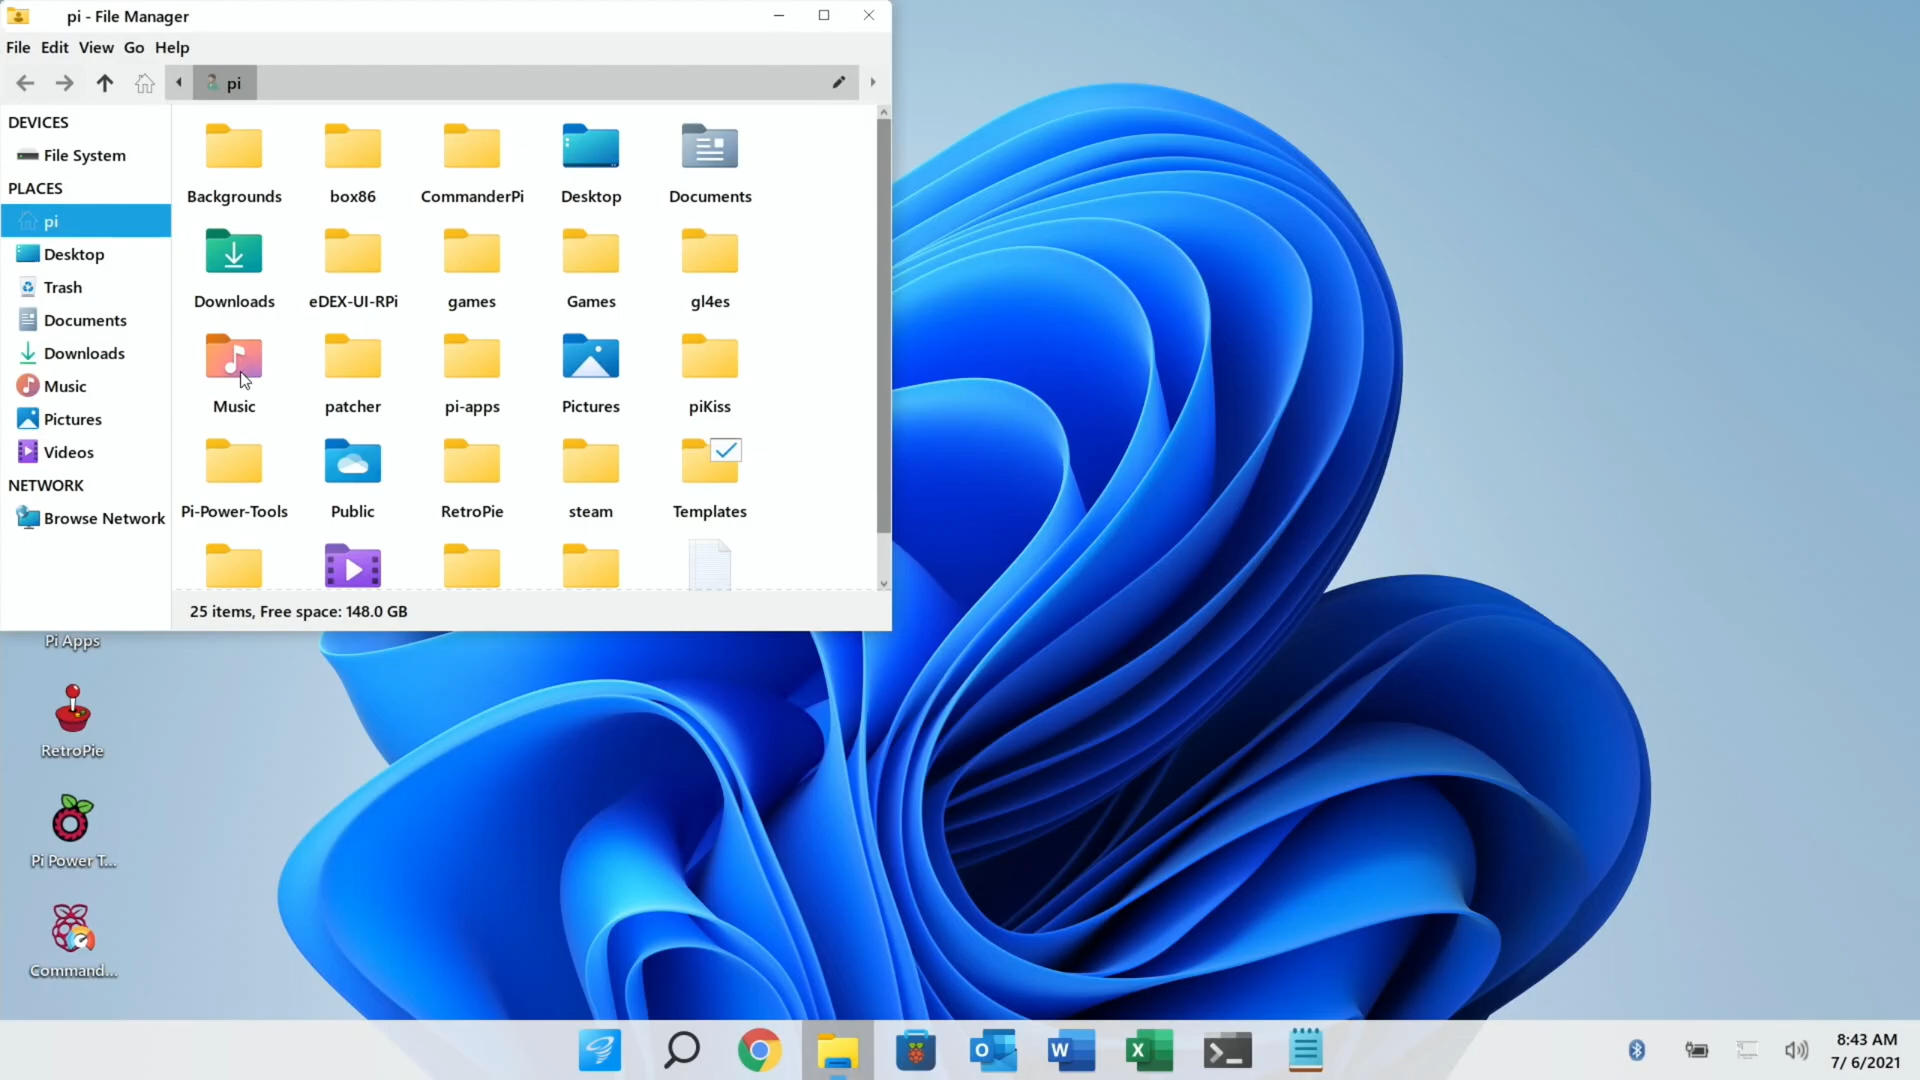 pi - File Manager
File Edit View Go Help
pi
DEVICES
File System
PLACES
pi
Desktop
Trash
Documents
Downloads
Music
Pictures
Videos
NETWORK
Browse Network
Backgrounds box86 CommanderPi Desktop Documents
Downloads eDEX-UI-RPi games Games gl4es
Music patcher pi-apps Pictures piKiss
Pi-Power-Tools Public RetroPie steam Templates
25 items, Free space: 148.0 GB
Pi Apps
RetroPie
Pi Power T...
Command...
O W X
8:43 AM
7/ 6/2021